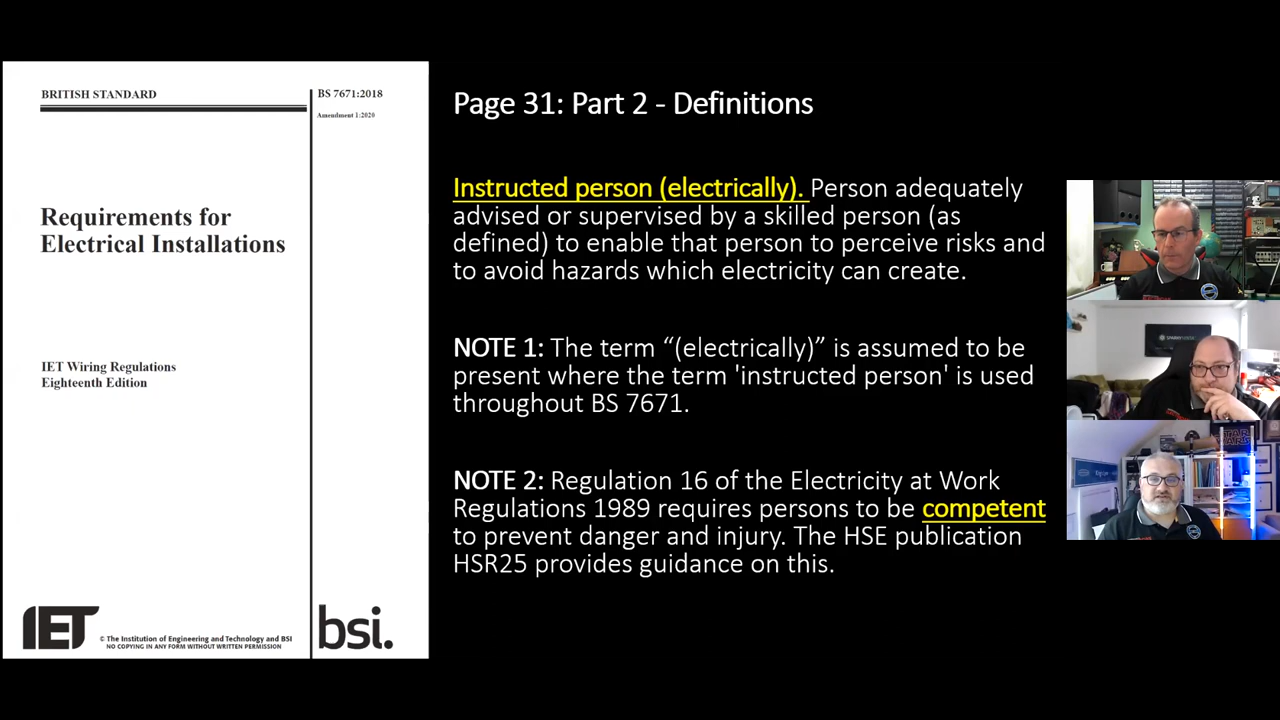 BRITISH STANDARD
BS 7671:2018
Amendment 1:2020
Requirements for
Electrical Installations
IET Wiring Regulations
Eighteenth Edition
IET
© The Institution of Engineering and Technology and BSI
NO COPYING IN ANY FORM WITHOUT WRITTEN PERMISSION
bsi.
Page 31: Part 2 - Definitions
Instructed person (electrically). Person adequately
advised or supervised by a skilled person (as
defined) to enable that person to perceive risks and
to avoid hazards which electricity can create.
NOTE 1: The term “(electrically)” is assumed to be
present where the term 'instructed person' is used
throughout BS 7671.
NOTE 2: Regulation 16 of the Electricity at Work
Regulations 1989 requires persons to be competent
to prevent danger and injury. The HSE publication
HSR25 provides guidance on this.
STAR
WARS